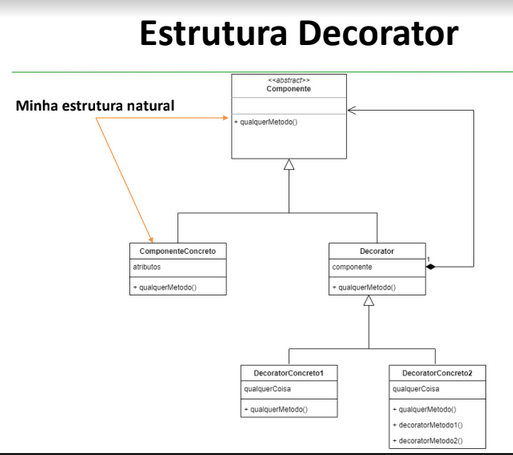 Estrutura Decorator
<<abstract>>
Componente
Minha estrutura natural
+ qualquerMetodo()
ComponenteConcreto
atributos
+ qualquerMetodo()
Decorator
componente
+ qualquerMetodo()
1
DecoratorConcreto1
qualquerCoisa
+ qualquerMetodo()
DecoratorConcreto2
qualquerCoisa
+ qualquerMetodo()
+ decoratorMetodo1()
+ decoratorMetodo2()